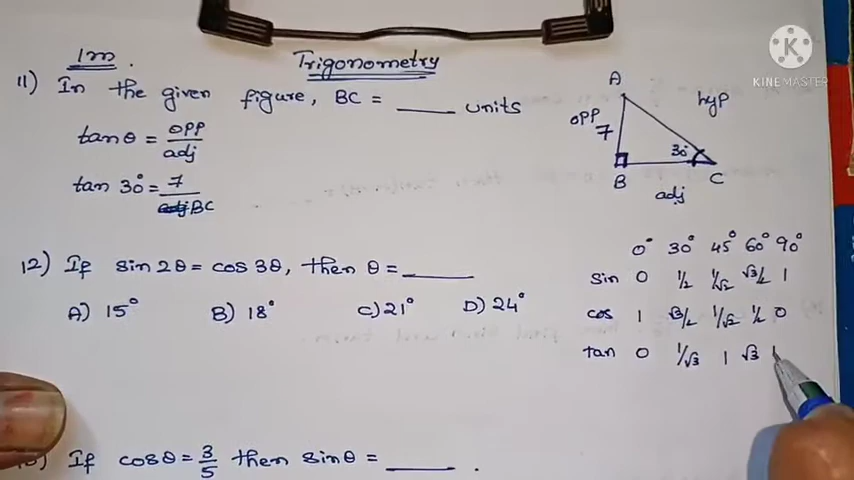 1m.
Trigonometry
11) In the given figure, BC = ____ units
tanθ = opp/adj
tan 30° = 7/BC
A
opp
7
hyp
30°
B
C
adj
12) If sin 2θ = cos 3θ, then θ = ____
A) 15° B) 18° C) 21° D) 24°
0° 30° 45° 60° 90°
sin 0 1/2 1/√2 √3/2 1
cos 1 √3/2 1/√2 1/2 0
tan 0 1/√3 1 √3
If cosθ = 3/5 then sinθ = ____.
K
KINEMASTER